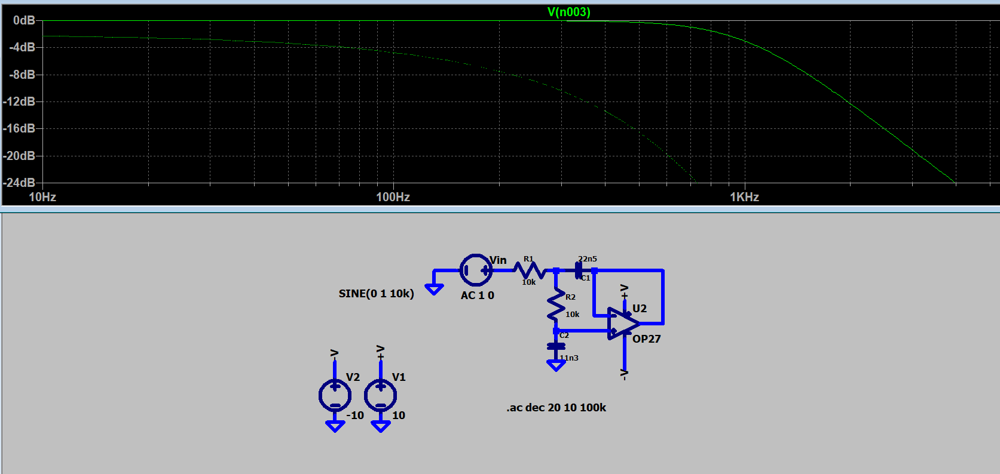 V(n003)
0dB
-4dB
-8dB
-12dB
-16dB
-20dB
-24dB
10Hz 100Hz 1KHz
Vin
R1
10k
22n5
C1
SINE(0 1 10k)
AC 1 0
R2
10k
+V
U2
OP27
C2
11n3
-V
-V
+V
V2
V1
-10
10
.ac dec 20 10 100k